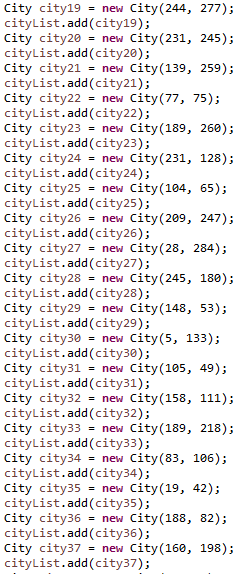 City city19 = new City(244, 277);
cityList.add(city19);
City city20 = new City(231, 245);
cityList.add(city20);
City city21 = new City(139, 259);
cityList.add(city21);
City city22 = new City(77, 75);
cityList.add(city22);
City city23 = new City(189, 260);
cityList.add(city23);
City city24 = new City(231, 128);
cityList.add(city24);
City city25 = new City(104, 65);
cityList.add(city25);
City city26 = new City(209, 247);
cityList.add(city26);
City city27 = new City(28, 284);
cityList.add(city27);
City city28 = new City(245, 180);
cityList.add(city28);
City city29 = new City(148, 53);
cityList.add(city29);
City city30 = new City(5, 133);
cityList.add(city30);
City city31 = new City(105, 49);
cityList.add(city31);
City city32 = new City(158, 111);
cityList.add(city32);
City city33 = new City(189, 218);
cityList.add(city33);
City city34 = new City(83, 106);
cityList.add(city34);
City city35 = new City(19, 42);
cityList.add(city35);
City city36 = new City(188, 82);
cityList.add(city36);
City city37 = new City(160, 198);
cityList.add(city37);